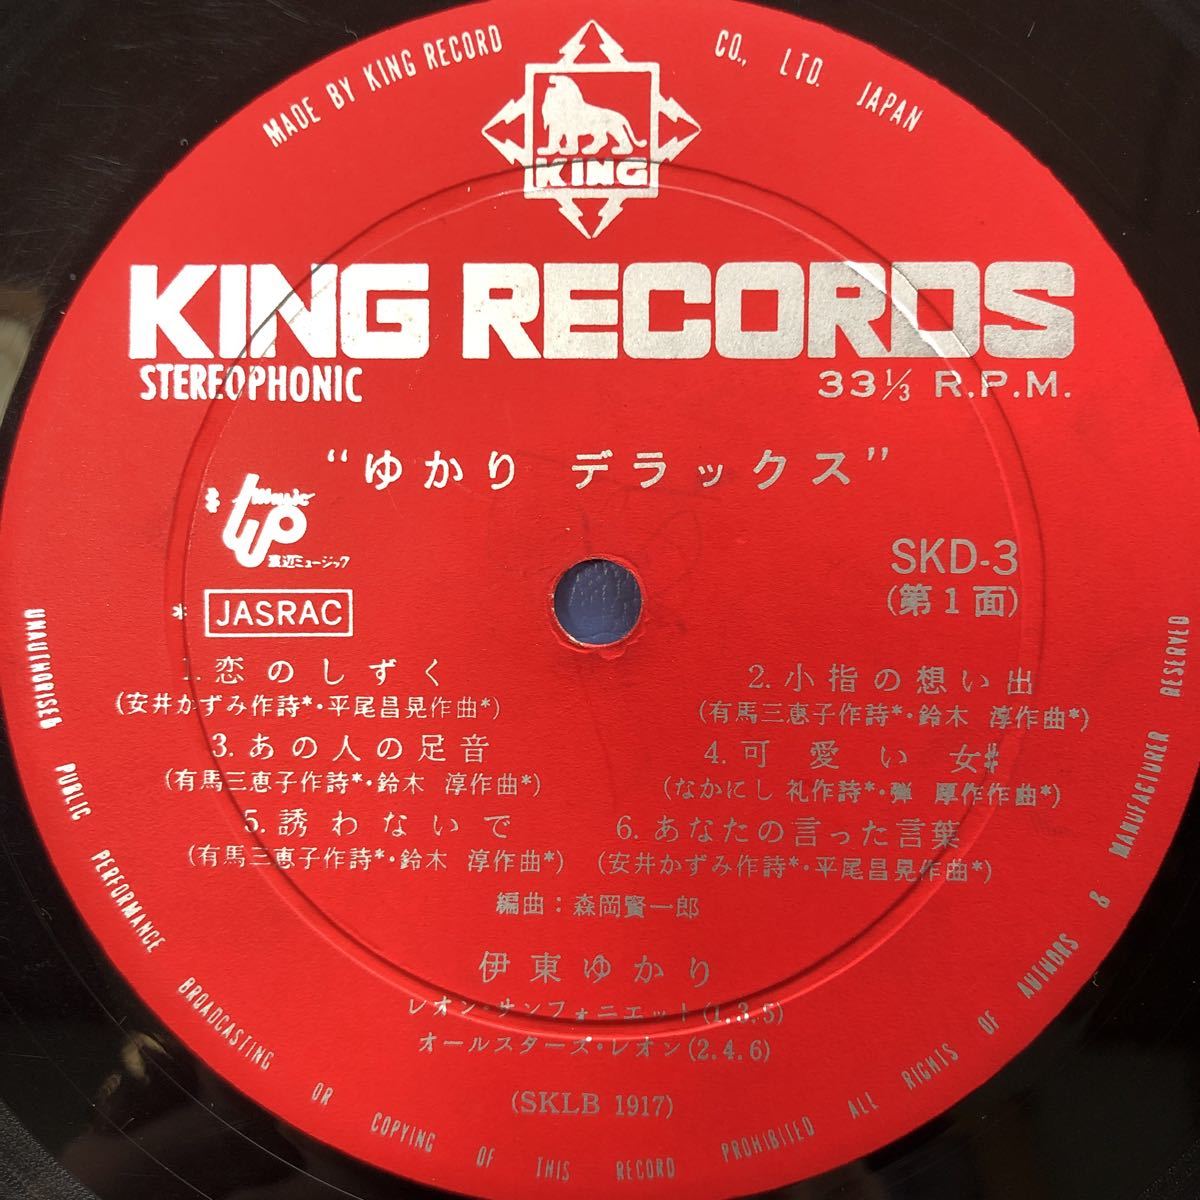 MADE BY KING RECORD CO., LTD. JAPAN
KING
KING RECORDS
STEREOPHONIC
33 1/3 R.P.M.
“ゆかり デラックス”
* Music
渡辺ミュージック
SKD-3
(第1面)
* JASRAC
1. 恋のしずく
(安井かずみ作詩*・平尾昌晃作曲*)
2. 小指の想い出
(有馬三恵子作詩*・鈴木 淳作曲*)
3. あの人の足音
(有馬三恵子作詩*・鈴木 淳作曲*)
4. 可愛い女#
(なかにし 礼作詩*・弾 厚作作曲*)
5. 誘わないで
(有馬三恵子作詩*・鈴木 淳作曲*)
6. あなたの言った言葉
(安井かずみ作詩*・平尾昌晃作曲*)
編曲：森岡賢一郎
伊東ゆかり
レオン・サンフォニエット(1.3.5)
オールスターズ・レオン(2.4.6)
(SKLB 1917)
UNAUTHORISED PUBLIC PERFORMANCE BROADCASTING OR COPYING OF THIS RECORD PROHIBITED ALL RIGHTS OF AUTHORS & MANUFACTURER RESERVED